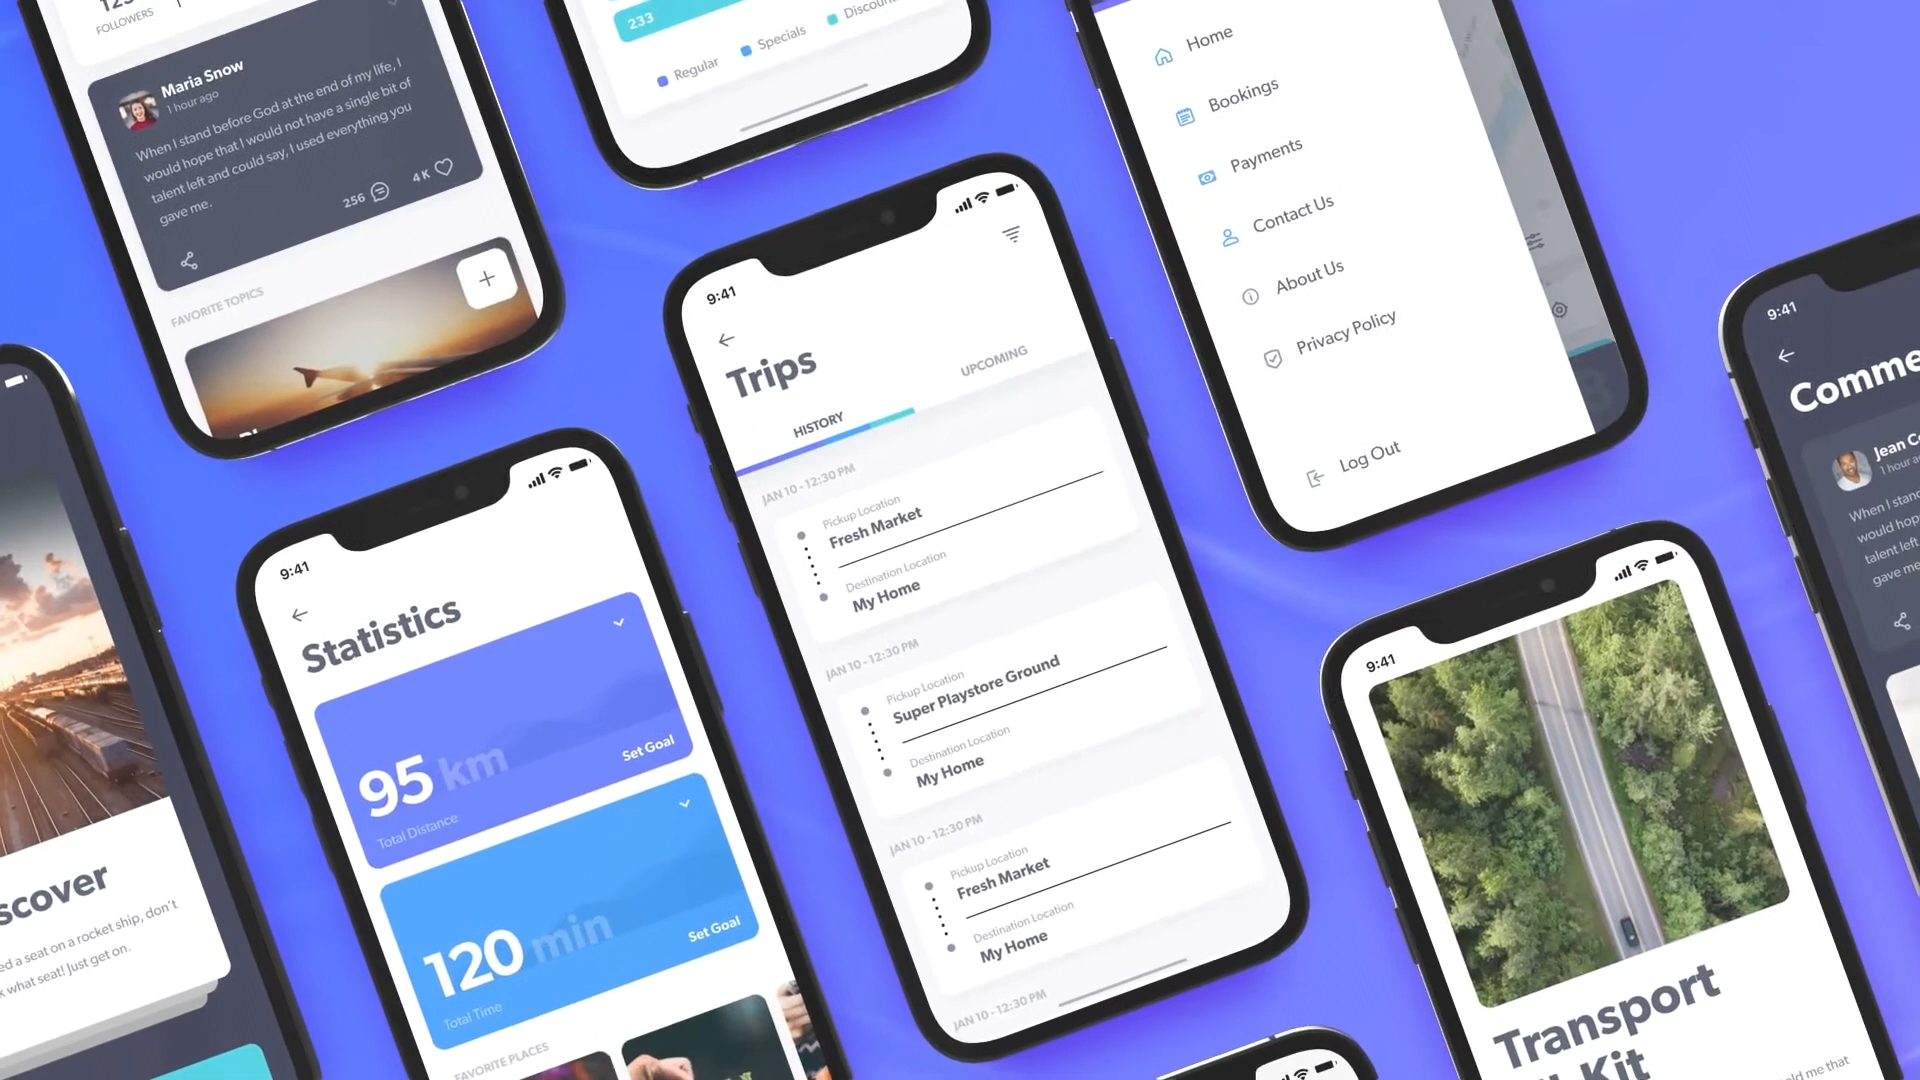 FOLLOWERS
Maria Snow
1 hour ago
When I stand before God at the end of my life, I
would hope that I would not have a single bit of
talent left and could say, I used everything you
gave me.
256
4K
FAVORITE TOPICS
233
Regular
Specials
Home
Bookings
Payments
Contact Us
About Us
Privacy Policy
Log Out
9:41
Trips
HISTORY
UPCOMING
JAN 10 - 12:30 PM
Pickup Location
Fresh Market
Destination Location
My Home
JAN 10 - 12:30 PM
Pickup Location
Super Playstore Ground
Destination Location
My Home
JAN 10 - 12:30 PM
Pickup Location
Fresh Market
Destination Location
My Home
JAN 10 - 12:30 PM
9:41
Statistics
95 km
Total Distance
Set Goal
120 min
Total Time
Set Goal
FAVORITE PLACES
a seat on a rocket ship, don't
what seat! Just get on.
9:41
Transport
Kit
me that
9:41
Jean
1 hour
When I
would
talent left
gave me